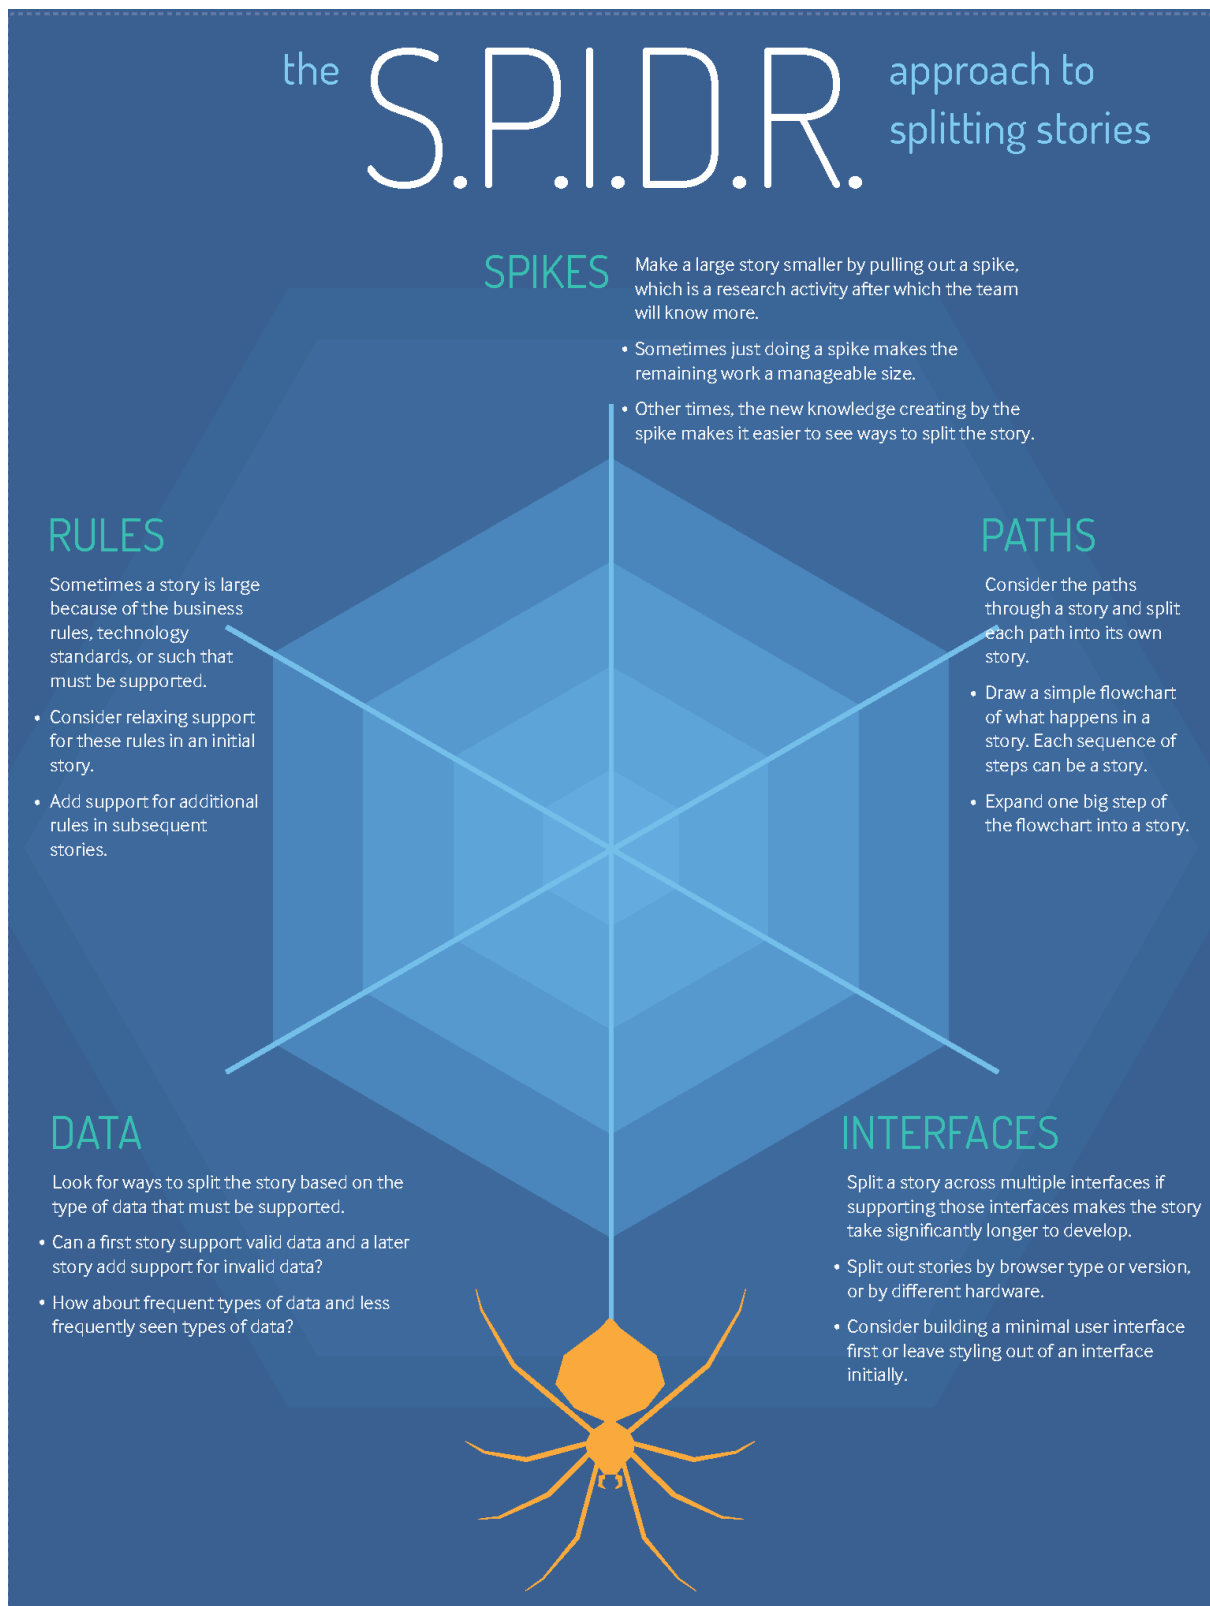 the S.P.I.D.R. approach to
splitting stories
SPIKES
Make a large story smaller by pulling out a spike,
which is a research activity after which the team
will know more.
• Sometimes just doing a spike makes the
remaining work a manageable size.
• Other times, the new knowledge creating by the
spike makes it easier to see ways to split the story.
PATHS
Consider the paths
through a story and split
each path into its own
story.
• Draw a simple flowchart
of what happens in a
story. Each sequence of
steps can be a story.
• Expand one big step of
the flowchart into a story.
INTERFACES
Split a story across multiple interfaces if
supporting those interfaces makes the story
take significantly longer to develop.
• Split out stories by browser type or version,
or by different hardware.
• Consider building a minimal user interface
first or leave styling out of an interface
initially.
DATA
Look for ways to split the story based on the
type of data that must be supported.
• Can a first story support valid data and a later
story add support for invalid data?
• How about frequent types of data and less
frequently seen types of data?
RULES
Sometimes a story is large
because of the business
rules, technology
standards, or such that
must be supported.
• Consider relaxing support
for these rules in an initial
story.
• Add support for additional
rules in subsequent
stories.